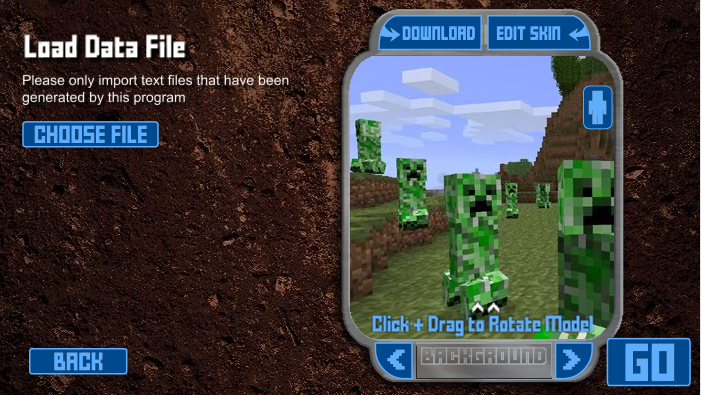 Load Data File
Please only import text files that have been
generated by this program
CHOOSE FILE
BACK
DOWNLOAD
EDIT SKIN
Click + Drag to Rotate Model
BACKGROUND
GO